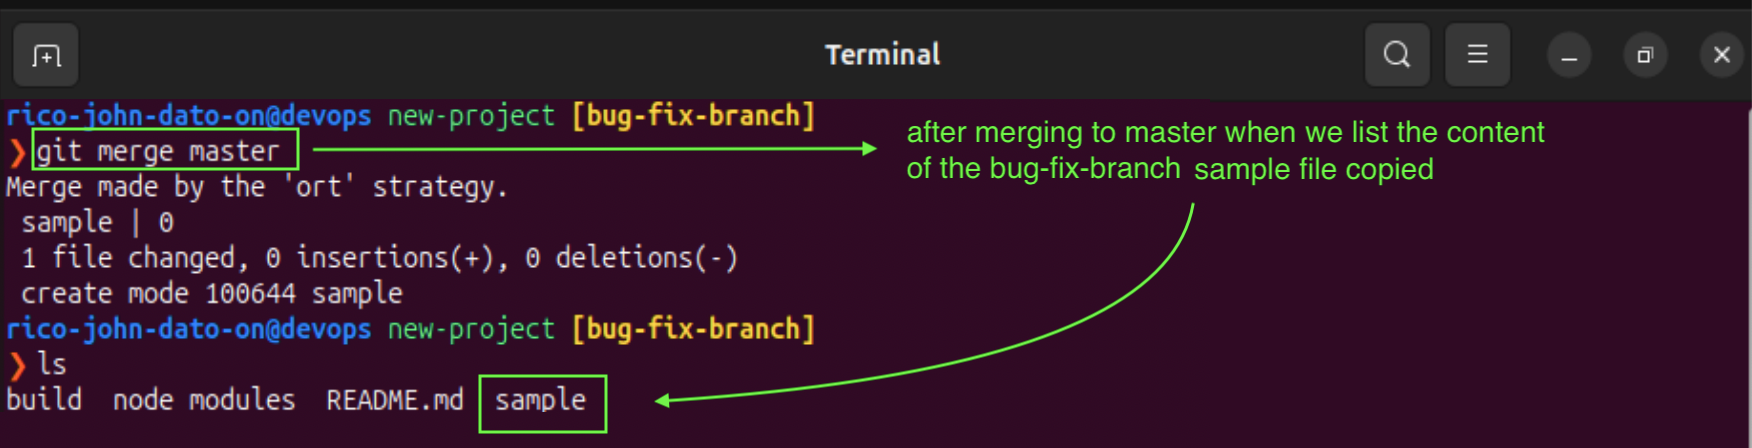 Terminal
rico-john-dato-on@devops new-project [bug-fix-branch]
❯ git merge master
after merging to master when we list the content
of the bug-fix-branch sample file copied
Merge made by the 'ort' strategy.
sample | 0
1 file changed, 0 insertions(+), 0 deletions(-)
create mode 100644 sample
rico-john-dato-on@devops new-project [bug-fix-branch]
❯ ls
build node modules README.md sample